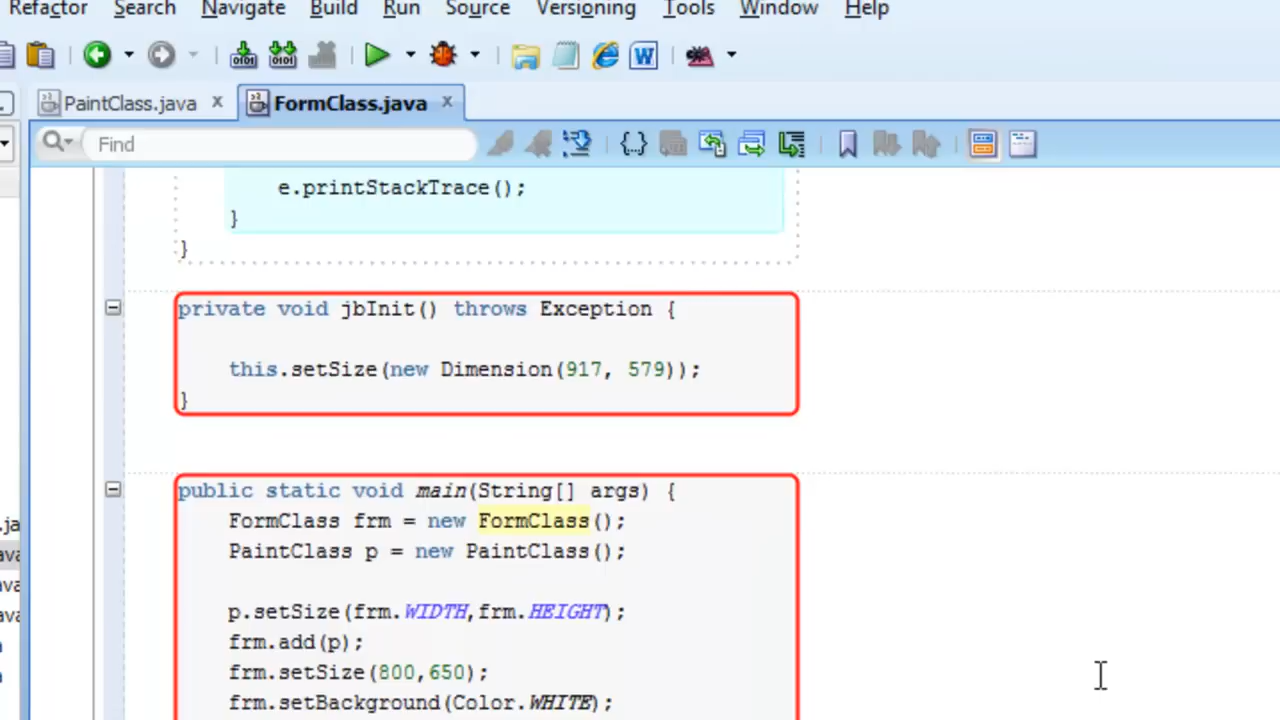 Refactor Search Navigate Build Run Source Versioning Tools Window Help
PaintClass.java x FormClass.java x
Find
e.printStackTrace();
}
}
private void jbInit() throws Exception {
this.setSize(new Dimension(917, 579));
}
public static void main(String[] args) {
FormClass frm = new FormClass();
PaintClass p = new PaintClass();
p.setSize(frm.WIDTH,frm.HEIGHT);
frm.add(p);
frm.setSize(800,650);
frm.setBackground(Color.WHITE);